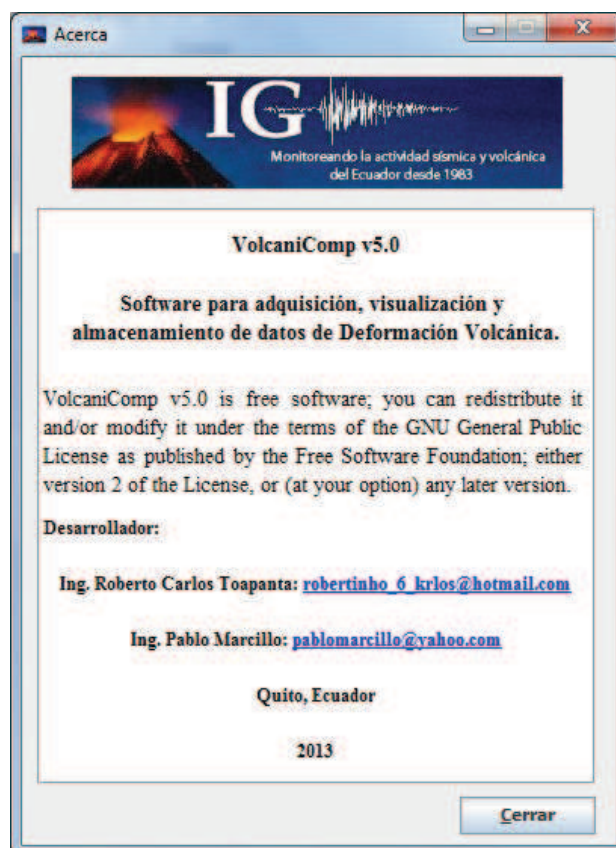 Acerca
IG
Monitoreando la actividad sísmica y volcánica
del Ecuador desde 1983
VolcaniComp v5.0
Software para adquisición, visualización y
almacenamiento de datos de Deformación Volcánica.
VolcaniComp v5.0 is free software; you can redistribute it
and/or modify it under the terms of the GNU General Public
License as published by the Free Software Foundation; either
version 2 of the License, or (at your option) any later version.
Desarrollador:
Ing. Roberto Carlos Toapanta: robertinho_6_krlos@hotmail.com
Ing. Pablo Marcillo: pablomarcillo@yahoo.com
Quito, Ecuador
2013
Cerrar